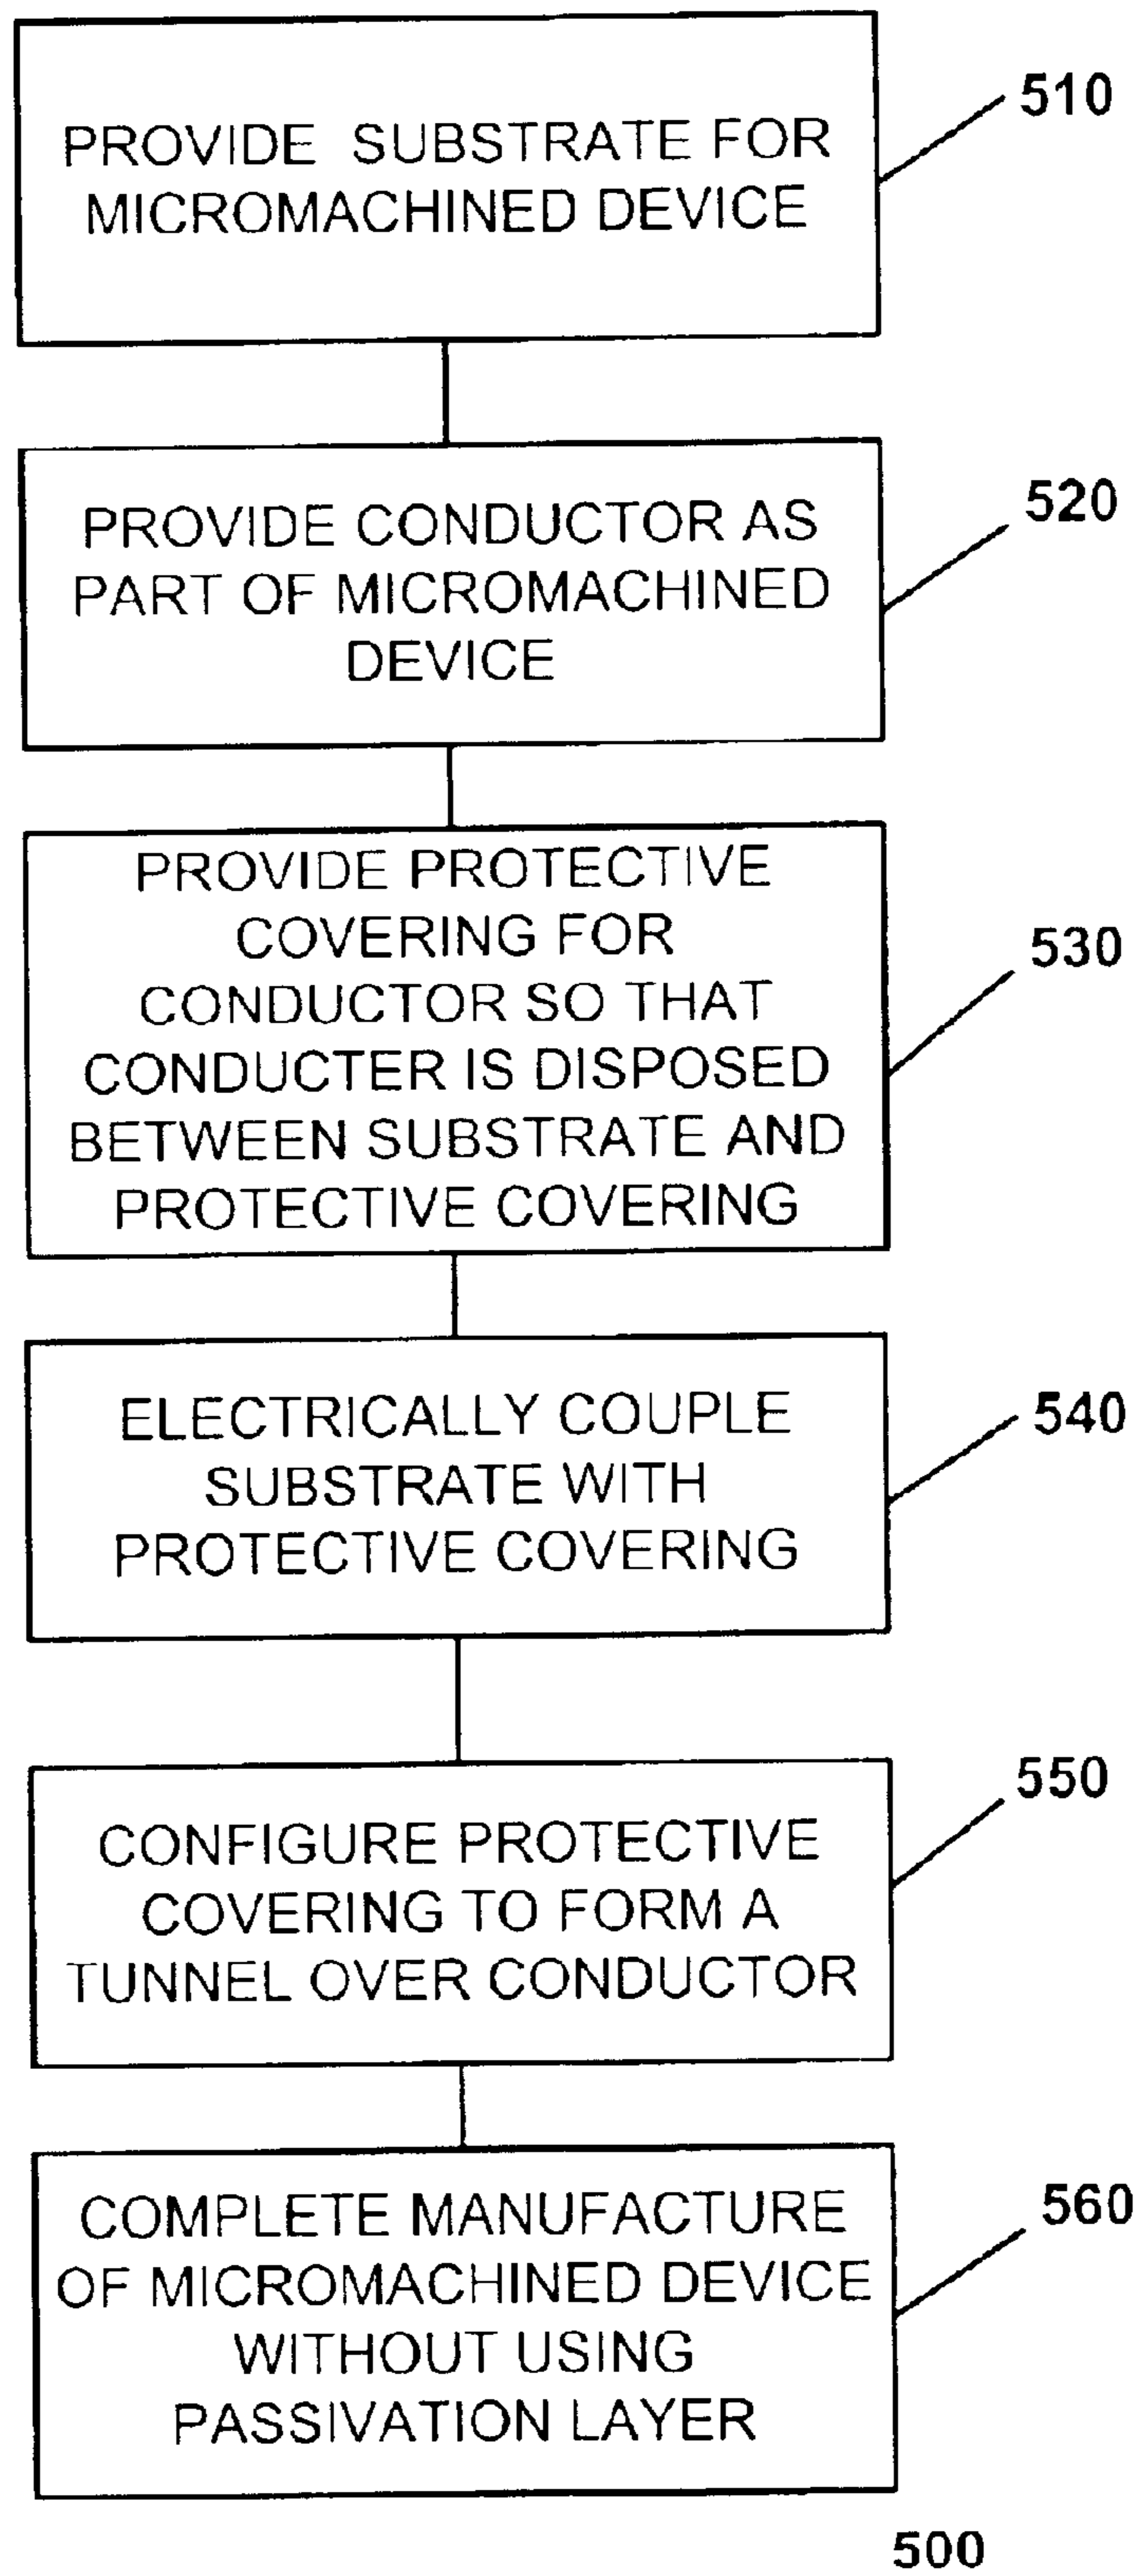 PROVIDE SUBSTRATE FOR
MICROMACHINED DEVICE
510
PROVIDE CONDUCTOR AS
PART OF MICROMACHINED
DEVICE
520
PROVIDE PROTECTIVE
COVERING FOR
CONDUCTOR SO THAT
CONDUCTER IS DISPOSED
BETWEEN SUBSTRATE AND
PROTECTIVE COVERING
530
ELECTRICALLY COUPLE
SUBSTRATE WITH
PROTECTIVE COVERING
540
CONFIGURE PROTECTIVE
COVERING TO FORM A
TUNNEL OVER CONDUCTOR
550
COMPLETE MANUFACTURE
OF MICROMACHINED DEVICE
WITHOUT USING
PASSIVATION LAYER
560
500